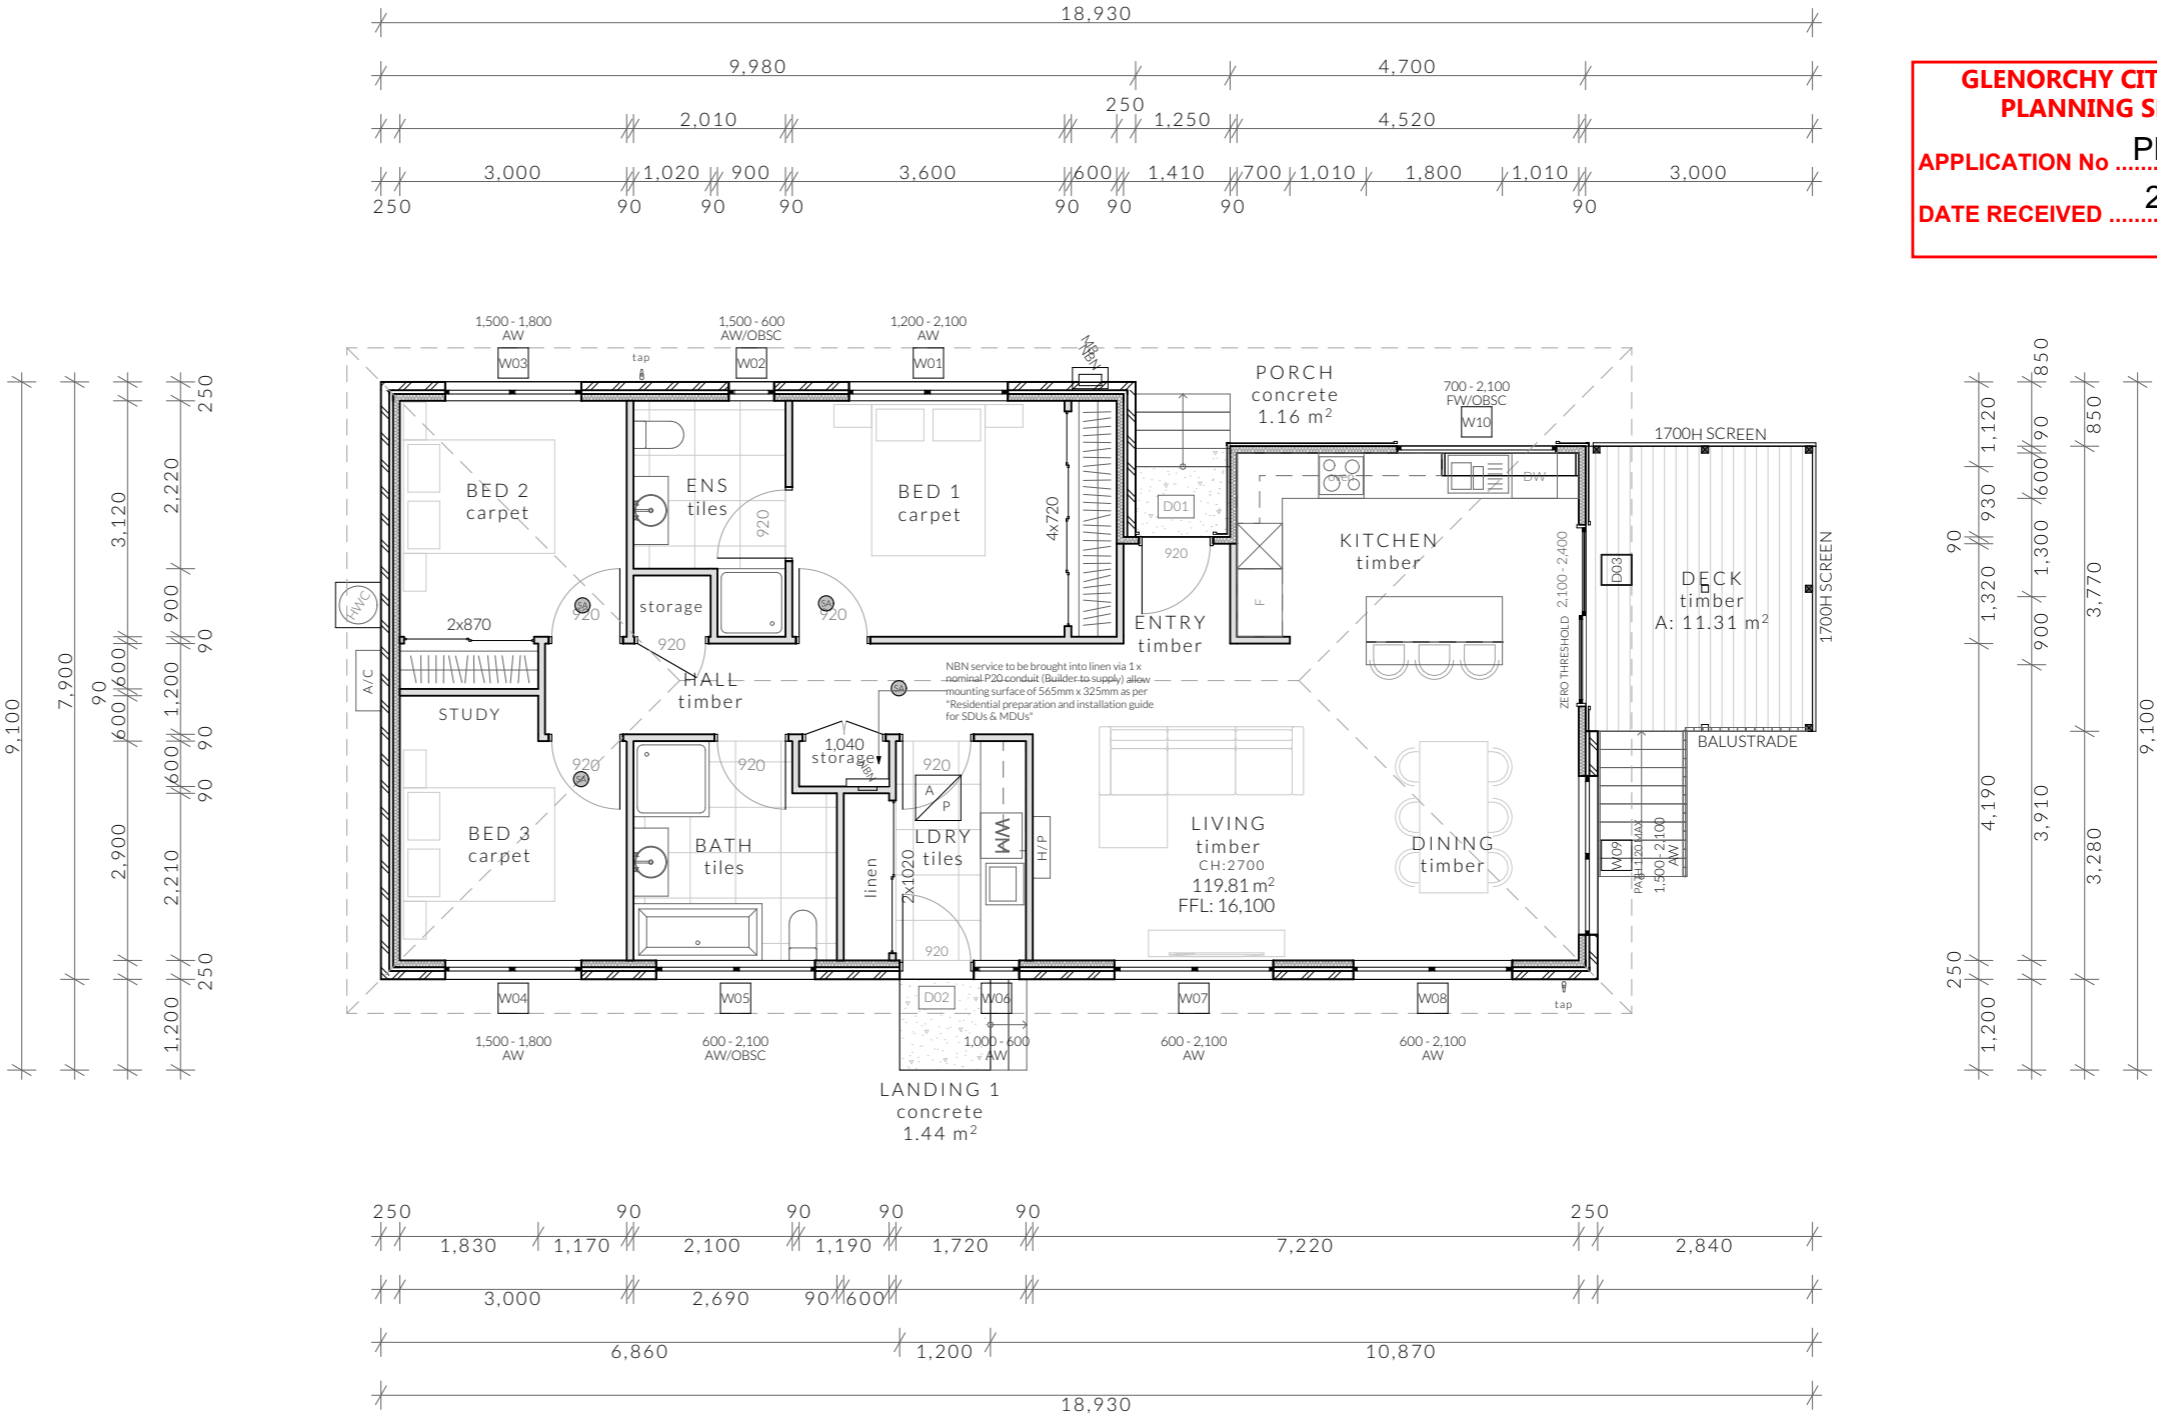 18,930
9,980
4,700
250
2,010
1,250
4,520
3,000
1,020
900
3,600
600
1,410
700
1,010
1,800
1,010
3,000
250
90
90
90
90
90
90
90
GLENORCHY CIT
PLANNING S
APPLICATION No
DATE RECEIVED
2
9,100
7,900
3,120
90
600
600
2,900
2,220
900
1,200
600
2,210
1,200
250
90
90
90
250
1,500 - 1,800
AW
W03
tap
1,500 - 600
AW/OBSC
W02
1,200 - 2,100
AW
W01
NBN
PORCH
concrete
1.16 m²
700 - 2,100
FW/OBSC
W10
1700H SCREEN
BED 2
carpet
ENS
tiles
920
BED 1
carpet
4x720
D01
920
oven
DW
KITCHEN
timber
ZERO THRESHOLD 2,100 - 2,400
D03
DECK
timber
A: 11.31 m²
1700H SCREEN
HWC
A/C
SA
920
2x870
storage
920
SA
920
F
ENTRY
timber
HALL
timber
SA
NBN service to be brought into linen via 1 x
nominal P20 conduit (Builder to supply) allow
mounting surface of 565mm x 325mm as per
"Residential preparation and installation guide
for SDUs & MDUs"
STUDY
BALUSTRADE
920
SA
920
1,040
storage
NBN
920
A
P
BED 3
carpet
BATH
tiles
linen
2x1020
LDRY
tiles
WM
H/P
920
LIVING
timber
CH:2700
119.81 m²
FFL: 16,100
DINING
timber
W09
PATH 1:20 MAX
1,500 - 2,100
AW
W04
1,500 - 1,800
AW
W05
600 - 2,100
AW/OBSC
D02
W06
1,000 - 600
AW
W07
600 - 2,100
AW
W08
600 - 2,100
AW
tap
LANDING 1
concrete
1.44 m²
1,120
930
90
1,320
4,190
250
1,200
850
90
600
1,300
900
3,910
850
3,770
3,280
9,100
250
90
90
90
90
250
1,830
1,170
2,100
1,190
1,720
7,220
2,840
3,000
2,690
90
600
6,860
1,200
10,870
18,930